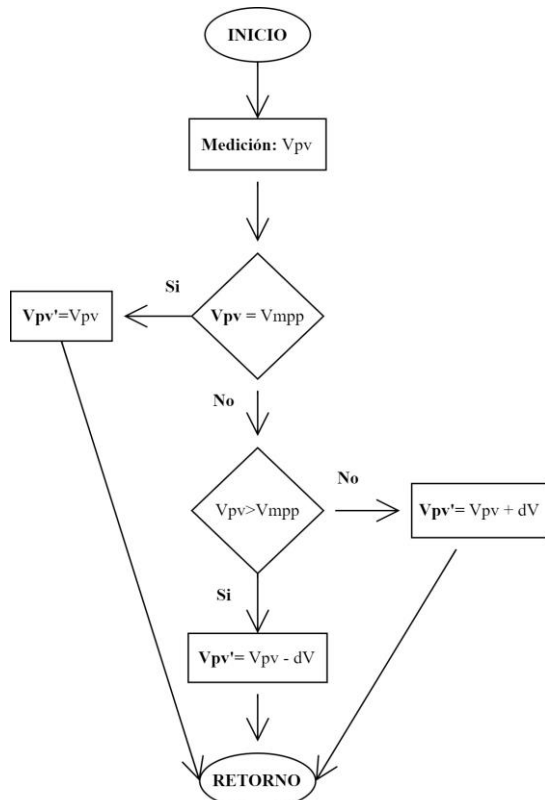 INICIO
Medición: Vpv
Si
Vpv'=Vpv
Vpv = Vmpp
No
No
Vpv>Vmpp
Vpv'= Vpv + dV
Si
Vpv'= Vpv - dV
RETORNO